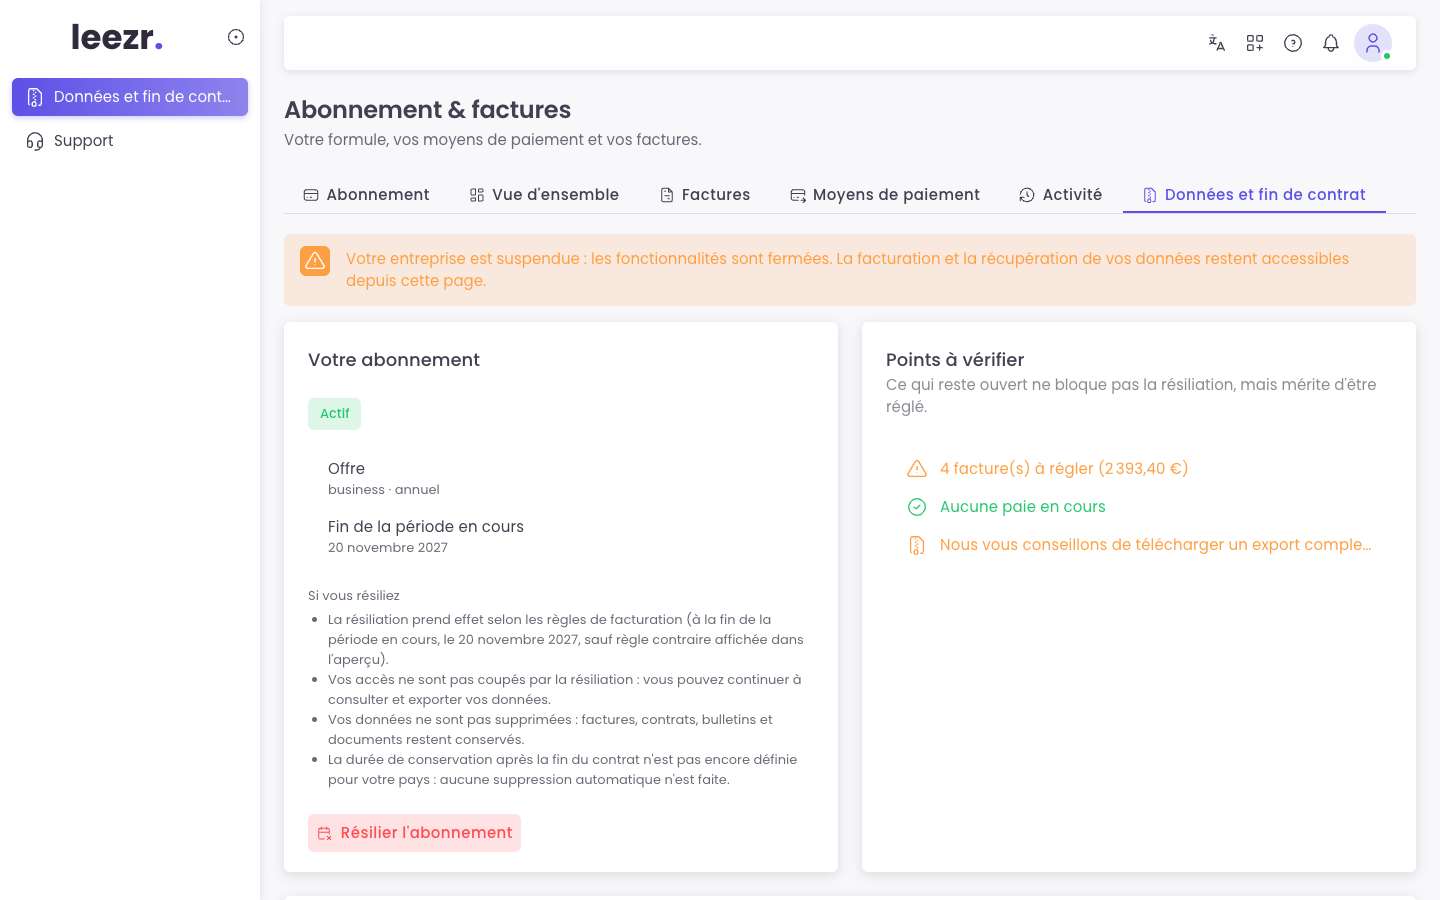 leezr.
Données et fin de cont...
Support
Abonnement & factures
Votre formule, vos moyens de paiement et vos factures.
Abonnement
Vue d'ensemble
Factures
Moyens de paiement
Activité
Données et fin de contrat
Votre entreprise est suspendue : les fonctionnalités sont fermées. La facturation et la récupération de vos données restent accessibles
depuis cette page.
Votre abonnement
Actif
Offre
business · annuel
Fin de la période en cours
20 novembre 2027
Si vous résiliez
La résiliation prend effet selon les règles de facturation (à la fin de la
période en cours, le 20 novembre 2027, sauf règle contraire affichée dans
l'aperçu).
Vos accès ne sont pas coupés par la résiliation : vous pouvez continuer à
consulter et exporter vos données.
Vos données ne sont pas supprimées : factures, contrats, bulletins et
documents restent conservés.
La durée de conservation après la fin du contrat n'est pas encore définie
pour votre pays : aucune suppression automatique n'est faite.
Résilier l'abonnement
Points à vérifier
Ce qui reste ouvert ne bloque pas la résiliation, mais mérite d'être
réglé.
4 facture(s) à régler (2 393,40 €)
Aucune paie en cours
Nous vous conseillons de télécharger un export comple...